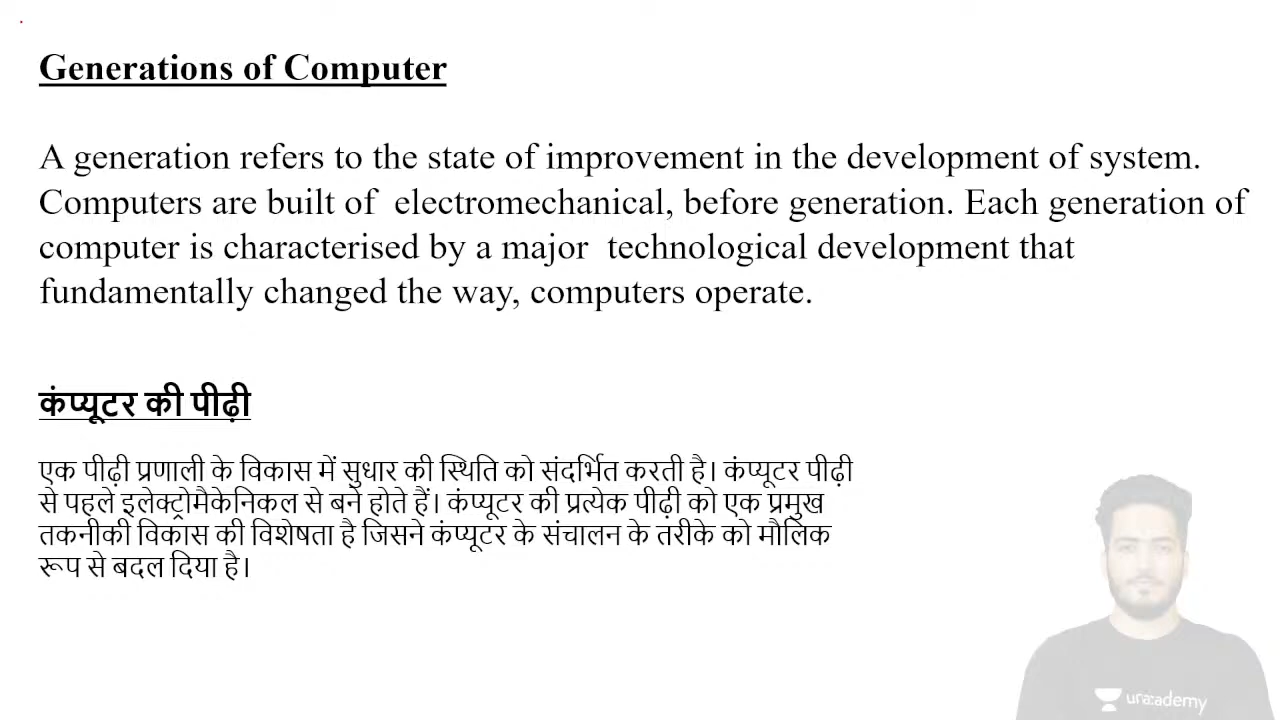 Generations of Computer
A generation refers to the state of improvement in the development of system.
Computers are built of electromechanical, before generation. Each generation of
computer is characterised by a major technological development that
fundamentally changed the way, computers operate.
कंप्यूटर की पीढ़ी
एक पीढ़ी प्रणाली के विकास में सुधार की स्थिति को संदर्भित करती है। कंप्यूटर पीढ़ी
से पहले इलेक्ट्रोमैकेनिकल से बने होते हैं। कंप्यूटर की प्रत्येक पीढ़ी को एक प्रमुख
तकनीकी विकास की विशेषता है जिसने कंप्यूटर के संचालन के तरीके को मौलिक
रूप से बदल दिया है।
unacademy